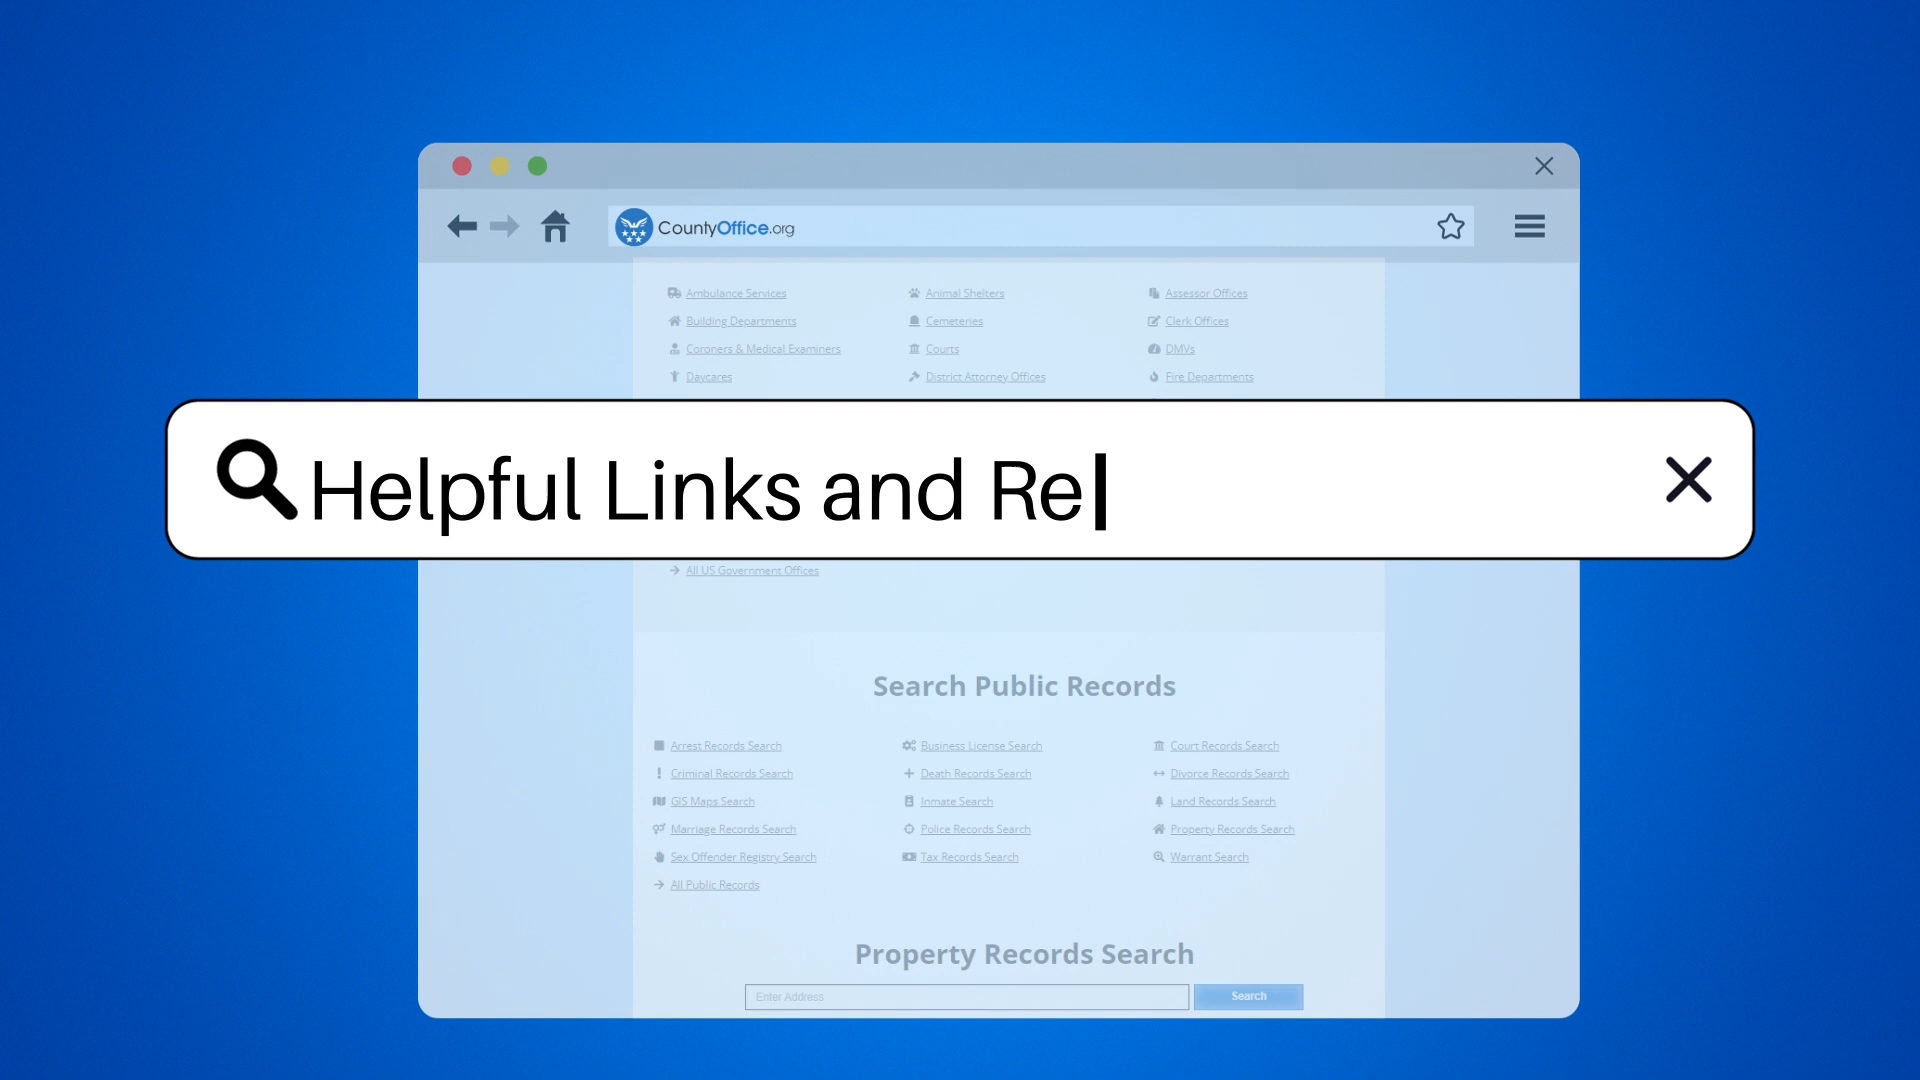 CountyOffice.org
Ambulance Services Animal Shelters Assessor Offices
Building Departments Cemeteries Clerk Offices
Coroners & Medical Examiners Courts DMVs
Daycares District Attorney Offices Fire Departments
Helpful Links and Re
All US Government Offices
Search Public Records
Arrest Records Search Business License Search Court Records Search
Criminal Records Search Death Records Search Divorce Records Search
GIS Maps Search Inmate Search Land Records Search
Marriage Records Search Police Records Search Property Records Search
Sex Offender Registry Search Tax Records Search Warrant Search
All Public Records
Property Records Search
Enter Address Search